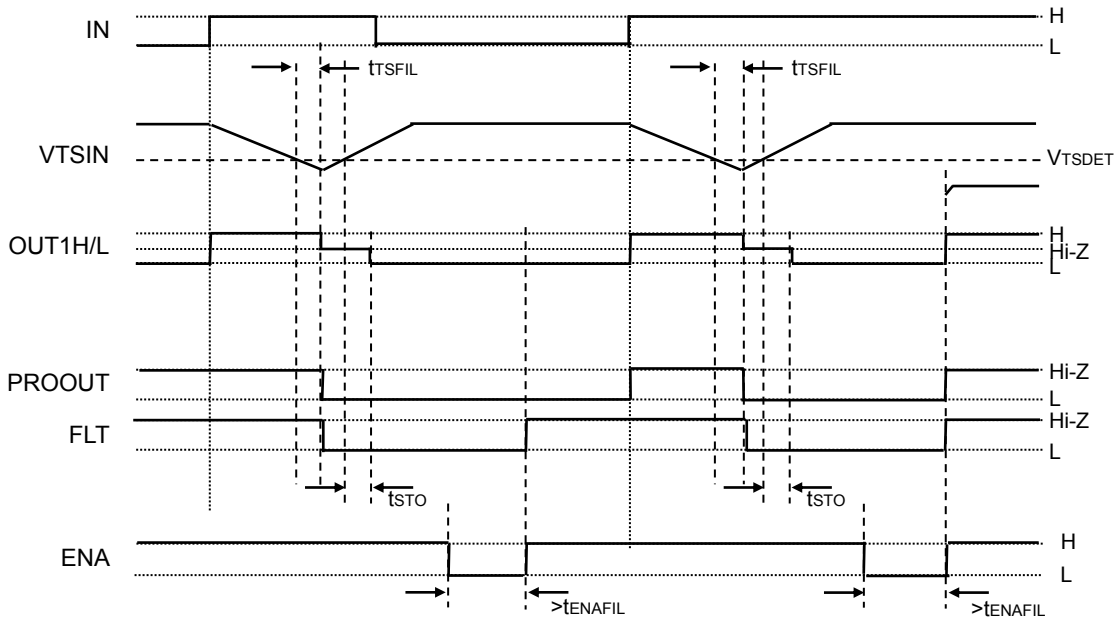 IN
H
L
tTSFIL
tTSFIL
VTSIN
VTSDET
OUT1H/L
H
Hi-Z
L
PROOUT
Hi-Z
L
FLT
Hi-Z
L
tSTO
tSTO
ENA
H
L
>tENAFIL
>tENAFIL